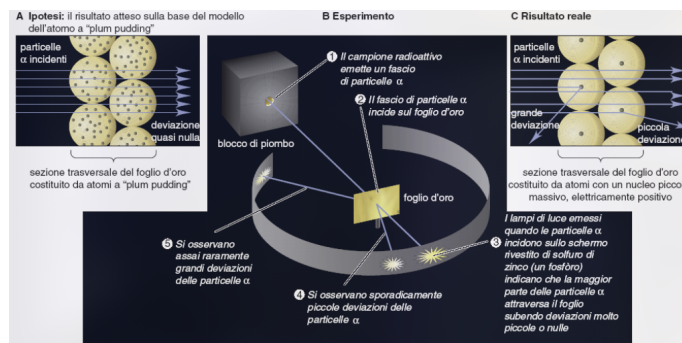 A Ipotesi: il risultato atteso sulla base del modello
dell'atomo a "plum pudding"
particelle
α incidenti
deviazione
quasi nulla
sezione trasversale del foglio d'oro
costituito da atomi a "plum pudding"
B Esperimento
1 Il campione radioattivo
emette un fascio
di particelle α
2 Il fascio di particelle α
incide sul foglio d'oro
blocco di piombo
foglio d'oro
5 Si osservano
assai raramente
grandi deviazioni
delle particelle α
4 Si osservano sporadicamente
piccole deviazioni delle
particelle α
C Risultato reale
particelle
α incidenti
grande
deviazione
piccola
deviazione
sezione trasversale del foglio d'oro
costituito da atomi con un nucleo piccolo
massivo, elettricamente positivo
I lampi di luce emessi
quando le particelle α
3 incidono sullo schermo
rivestito di solfuro di
zinco (un fosfòro)
indicano che la maggior
parte delle particelle α
attraversa il foglio
subendo deviazioni molto
piccole o nulle